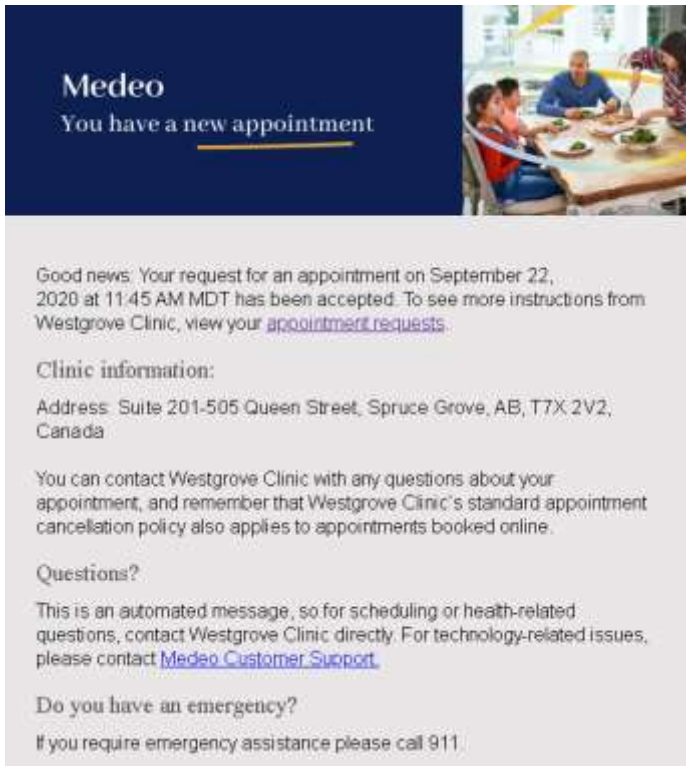 Medeo
You have a new appointment
Good news: Your request for an appointment on September 22,
2020 at 11:45 AM MDT has been accepted. To see more instructions from
Westgrove Clinic, view your appointment requests.
Clinic information:
Address: Suite 201-505 Queen Street, Spruce Grove, AB, T7X 2V2,
Canada
You can contact Westgrove Clinic with any questions about your
appointment, and remember that Westgrove Clinic's standard appointment
cancellation policy also applies to appointments booked online.
Questions?
This is an automated message, so for scheduling or health-related
questions, contact Westgrove Clinic directly. For technology-related issues,
please contact Medeo Customer Support.
Do you have an emergency?
If you require emergency assistance please call 911.